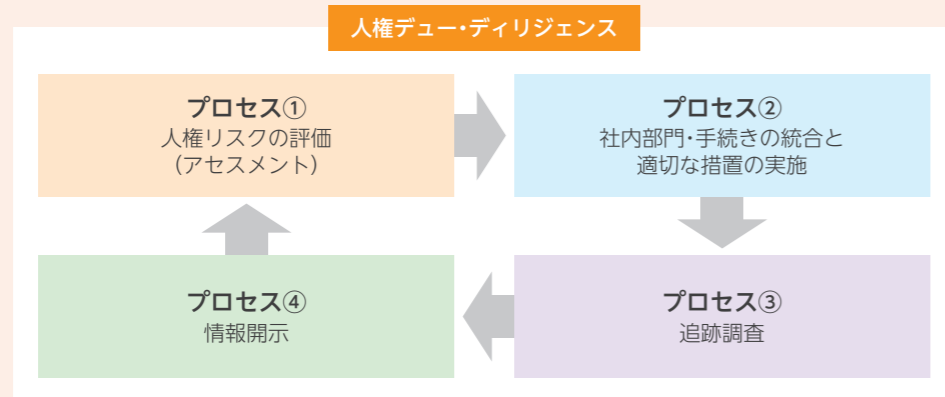 人権デュー・ディリジェンス
プロセス①
人権リスクの評価
（アセスメント）
プロセス②
社内部門・手続きの統合と
適切な措置の実施
プロセス③
追跡調査
プロセス④
情報開示